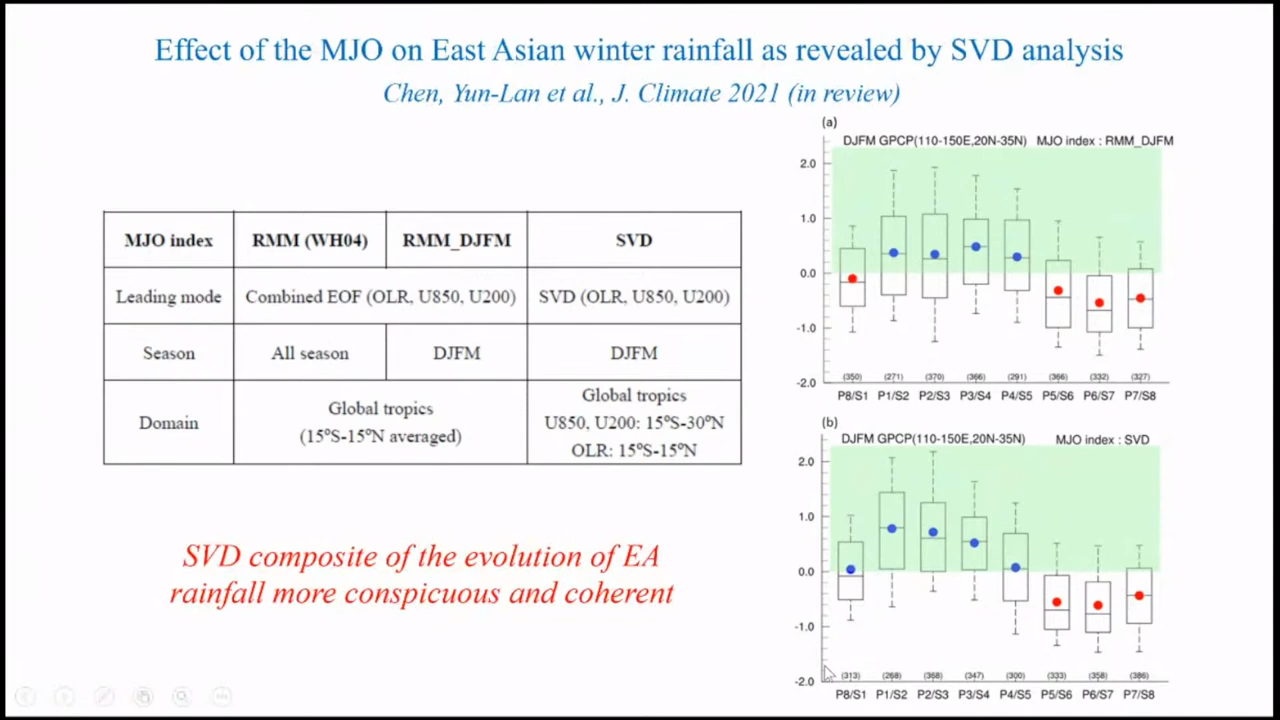 Effect of the MJO on East Asian winter rainfall as revealed by SVD analysis
Chen, Yun-Lan et al., J. Climate 2021 (in review)
MJO index RMM (WH04) RMM_DJFM SVD
Leading mode Combined EOF (OLR, U850, U200) SVD (OLR, U850, U200)
Season All season DJFM DJFM
Domain
Global tropics
(15°S-15°N averaged)
Global tropics
U850, U200: 15°S-30°N
OLR: 15°S-15°N
SVD composite of the evolution of EA
rainfall more conspicuous and coherent
(a)
DJFM GPCP(110-150E,20N-35N) MJO index : RMM_DJFM
2.0
1.0
0.0
-1.0
-2.0
(350) (271) (370) (366) (291) (366) (332) (327)
P8/S1 P1/S2 P2/S3 P3/S4 P4/S5 P5/S6 P6/S7 P7/S8
(b)
DJFM GPCP(110-150E,20N-35N) MJO index : SVD
2.0
1.0
0.0
-1.0
-2.0
(313) (268) (368) (347) (300) (333) (358) (386)
P8/S1 P1/S2 P2/S3 P3/S4 P4/S5 P5/S6 P6/S7 P7/S8